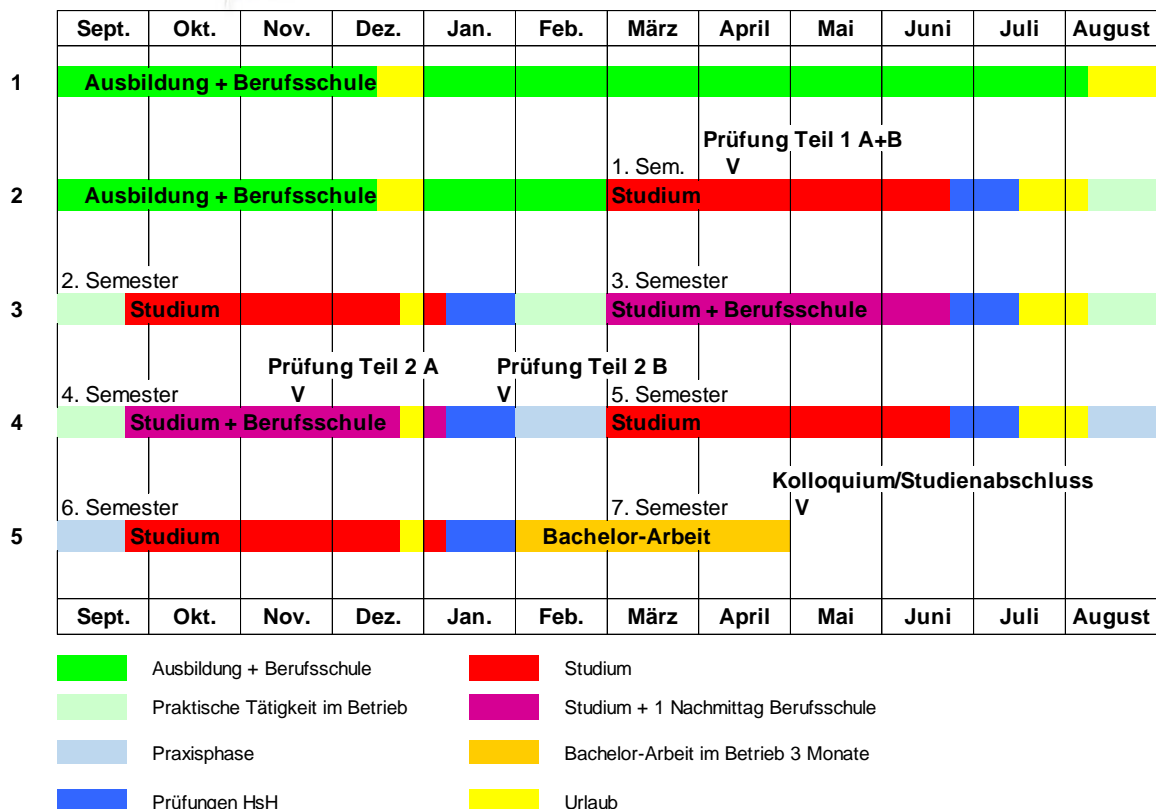 Sept. Okt. Nov. Dez. Jan. Feb. März April Mai Juni Juli August
1 Ausbildung + Berufsschule
Prüfung Teil 1 A+B
1. Sem. V
2 Ausbildung + Berufsschule Studium
2. Semester 3. Semester
3 Studium Studium + Berufsschule
Prüfung Teil 2 A Prüfung Teil 2 B
4. Semester V V 5. Semester
4 Studium + Berufsschule Studium
Kolloquium/Studienabschluss
6. Semester 7. Semester V
5 Studium Bachelor-Arbeit
Sept. Okt. Nov. Dez. Jan. Feb. März April Mai Juni Juli August
Ausbildung + Berufsschule Studium
Praktische Tätigkeit im Betrieb Studium + 1 Nachmittag Berufsschule
Praxisphase Bachelor-Arbeit im Betrieb 3 Monate
Prüfungen HsH Urlaub